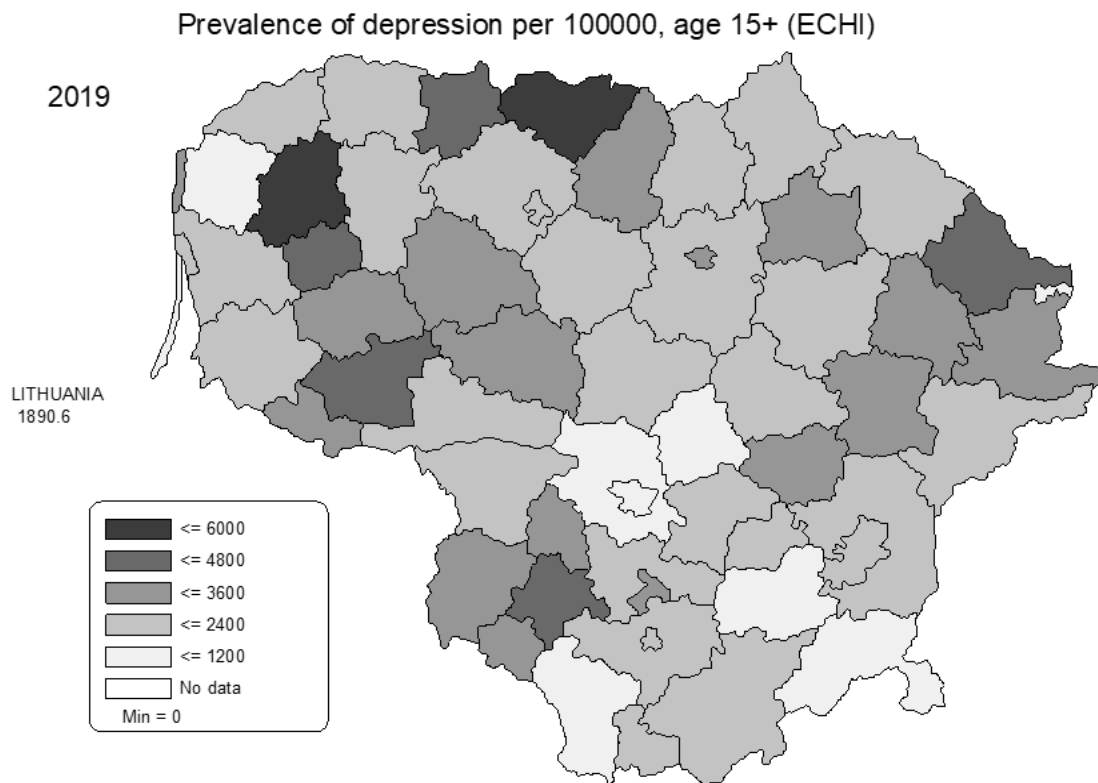 Prevalence of depression per 100000, age 15+ (ECHI)
2019
LITHUANIA
1890.6
<= 6000
<= 4800
<= 3600
<= 2400
<= 1200
No data
Min = 0